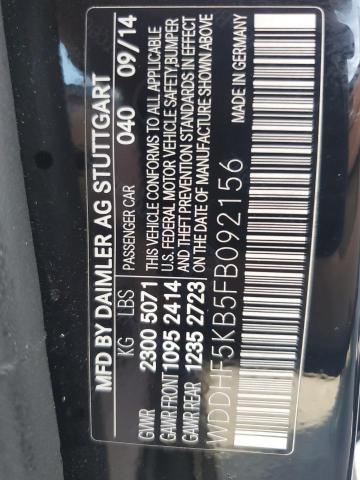 MFD BY DAIMLER AG STUTTGART
KG LBS PASSENGER CAR 040 09/14
GVWR 2300 5071 THIS VEHICLE CONFORMS TO ALL APPLICABLE
GAWR FRONT 1095 2414 U.S. FEDERAL MOTOR VEHICLE SAFETY, BUMPER
GAWR REAR 1235 2723 AND THEFT PREVENTION STANDARDS IN EFFECT
ON THE DATE OF MANUFACTURE SHOWN ABOVE
WDDHF5KB5FB092156 MADE IN GERMANY